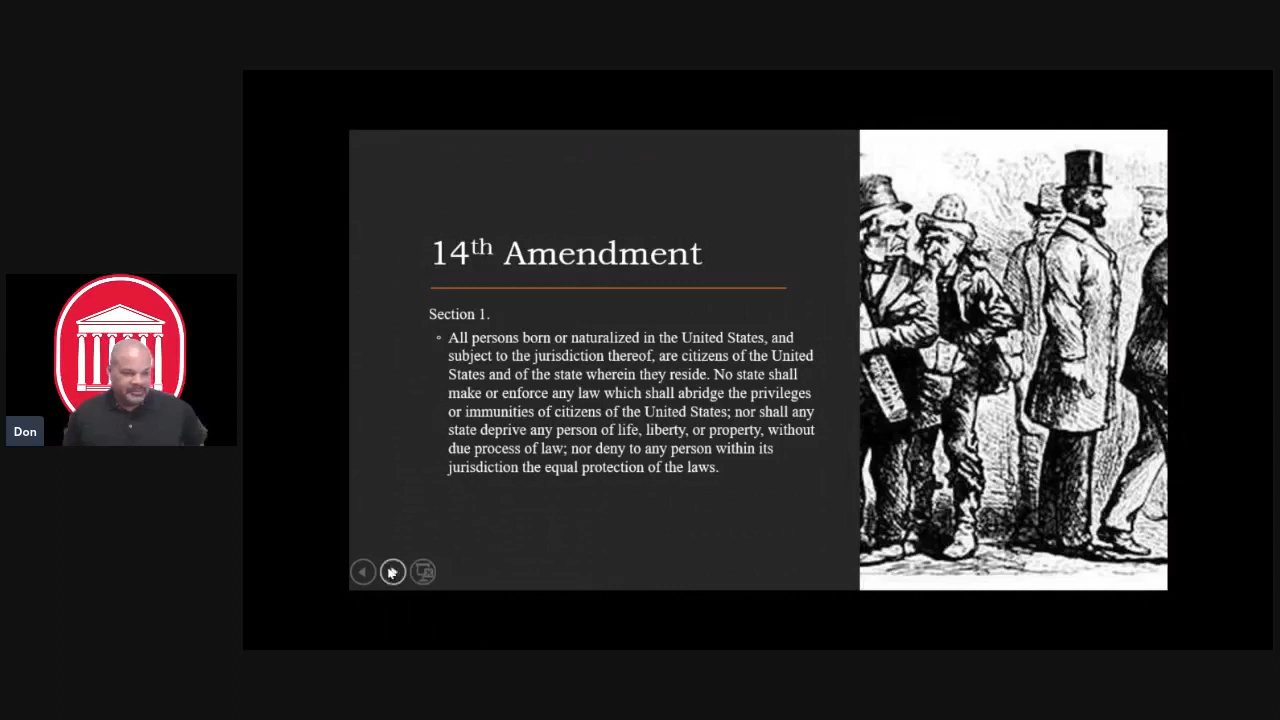 14th Amendment
Section 1.
◦ All persons born or naturalized in the United States, and
subject to the jurisdiction thereof, are citizens of the United
States and of the state wherein they reside. No state shall
make or enforce any law which shall abridge the privileges
or immunities of citizens of the United States; nor shall any
state deprive any person of life, liberty, or property, without
due process of law; nor deny to any person within its
jurisdiction the equal protection of the laws.
Don